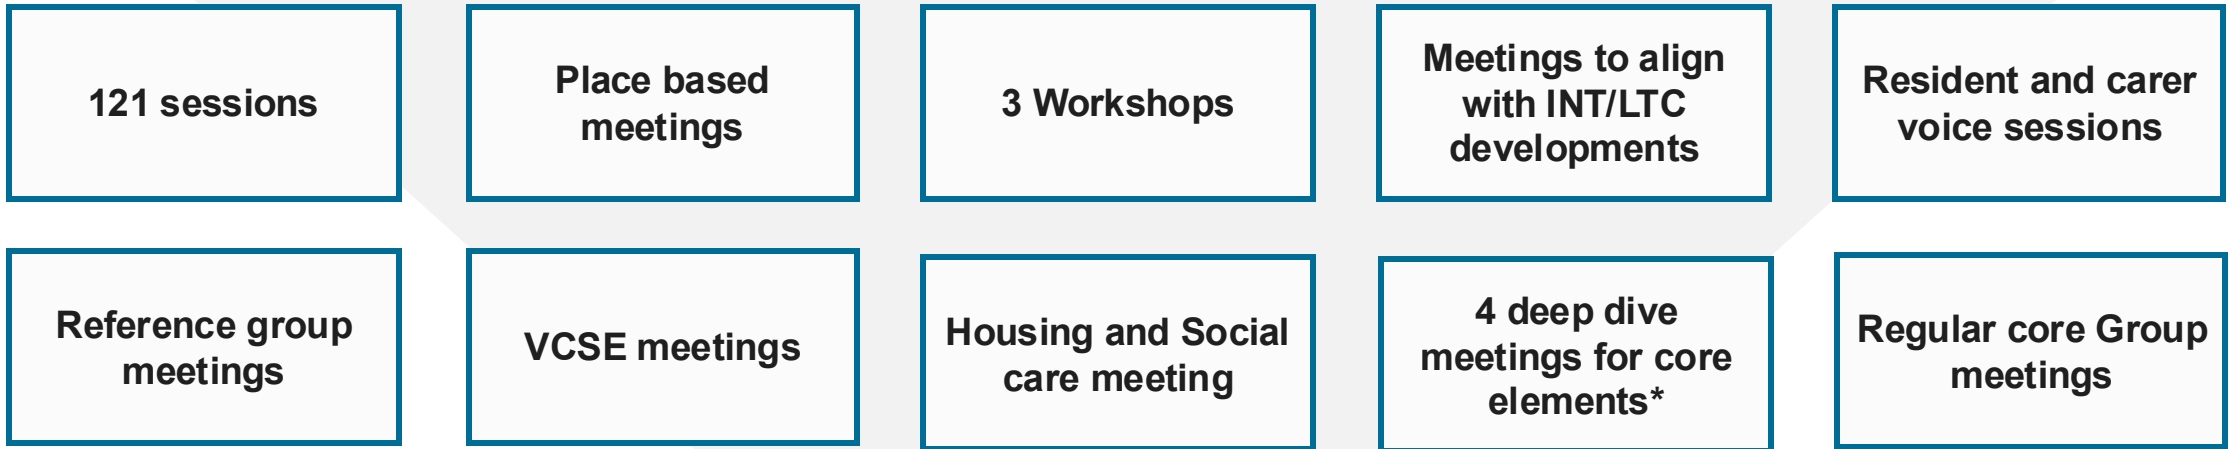 121 sessions
Place based
meetings
3 Workshops
Meetings to align
with INT/LTC
developments
Resident and carer
voice sessions
Reference group
meetings
VCSE meetings
Housing and Social
care meeting
4 deep dive
meetings for core
elements*
Regular core Group
meetings